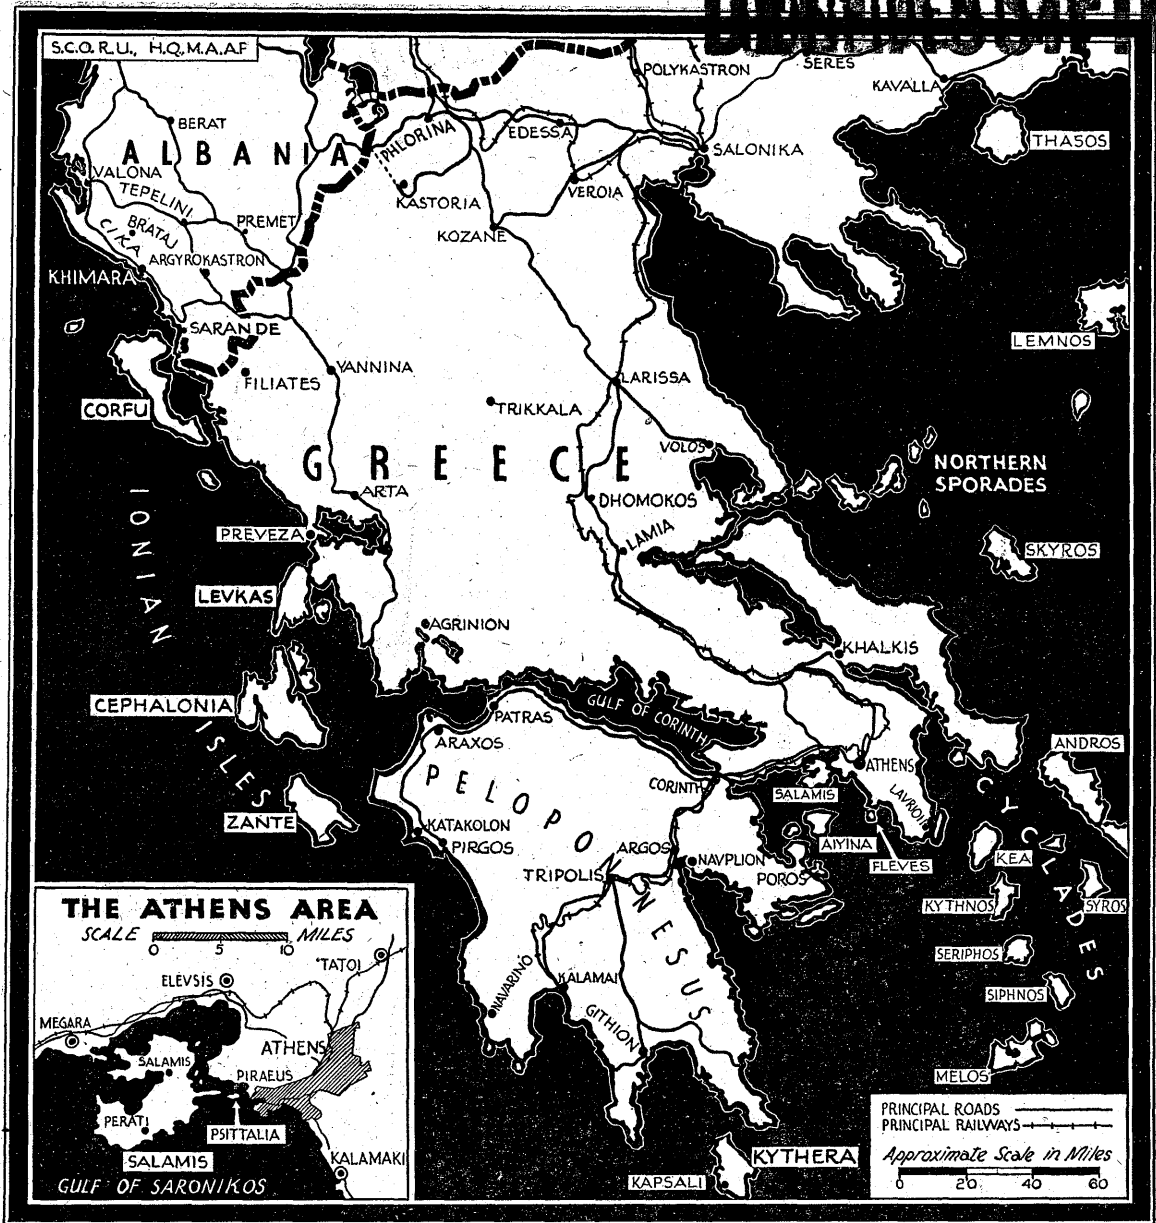 S.C.O.R.U., H.Q.M.A.A.F
POLYKASTRON
SERES
KAVALLA
BERAT
PHLORINA
EDESSA
SALONIKA
THASOS
ALBANIA
VALONA
TEPELINI
KASTORIA
VEROIA
BRATAJ
CIKA
PREMET
KOZANE
KHIMARA
ARGYROKASTRON
SARANDE
LEMNOS
FILIATES
YANNINA
LARISSA
CORFU
TRIKKALA
VOLOS
GREECE
NORTHERN
SPORADES
ARTA
DHOMOKOS
PREVEZA
LAMIA
SKYROS
IONIAN
ISLES
LEVKAS
AGRINION
KHALKIS
CEPHALONIA
PATRAS
GULF OF CORINTH
ARAXOS
ANDROS
ATHENS
PELOPONNESUS
CORINTH
SALAMIS
LAVRION
CYCLADES
ZANTE
KATAKOLON
PIRGOS
ARGOS
AIYINA
FLEVES
KEA
NAVPLION
TRIPOLIS
POROS
KYTHNOS
SYROS
SERIPHOS
NAVARINO
KALAMAI
SIPHNOS
GITHION
MELOS
KYTHERA
KAPSALI
THE ATHENS AREA
SCALE
MILES
0 5 10
TATOI
ELEVSIS
MEGARA
ATHENS
SALAMIS
PIRAEUS
PERATI
PSITTALIA
SALAMIS
KALAMAKI
GULF OF SARONIKOS
PRINCIPAL ROADS
PRINCIPAL RAILWAYS
Approximate Scale in Miles
0 20 40 60